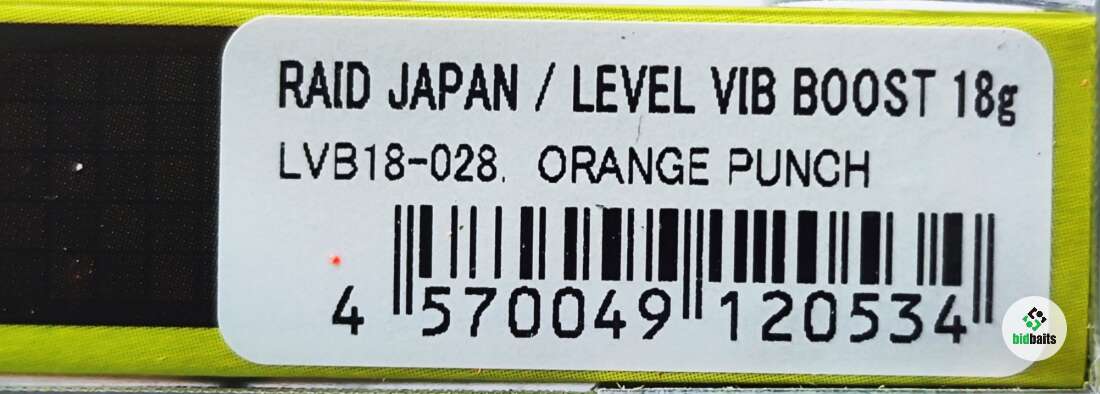 RAID JAPAN / LEVEL VIB BOOST 18g
LVB18-028. ORANGE PUNCH
4 570049 120534
bidbaits